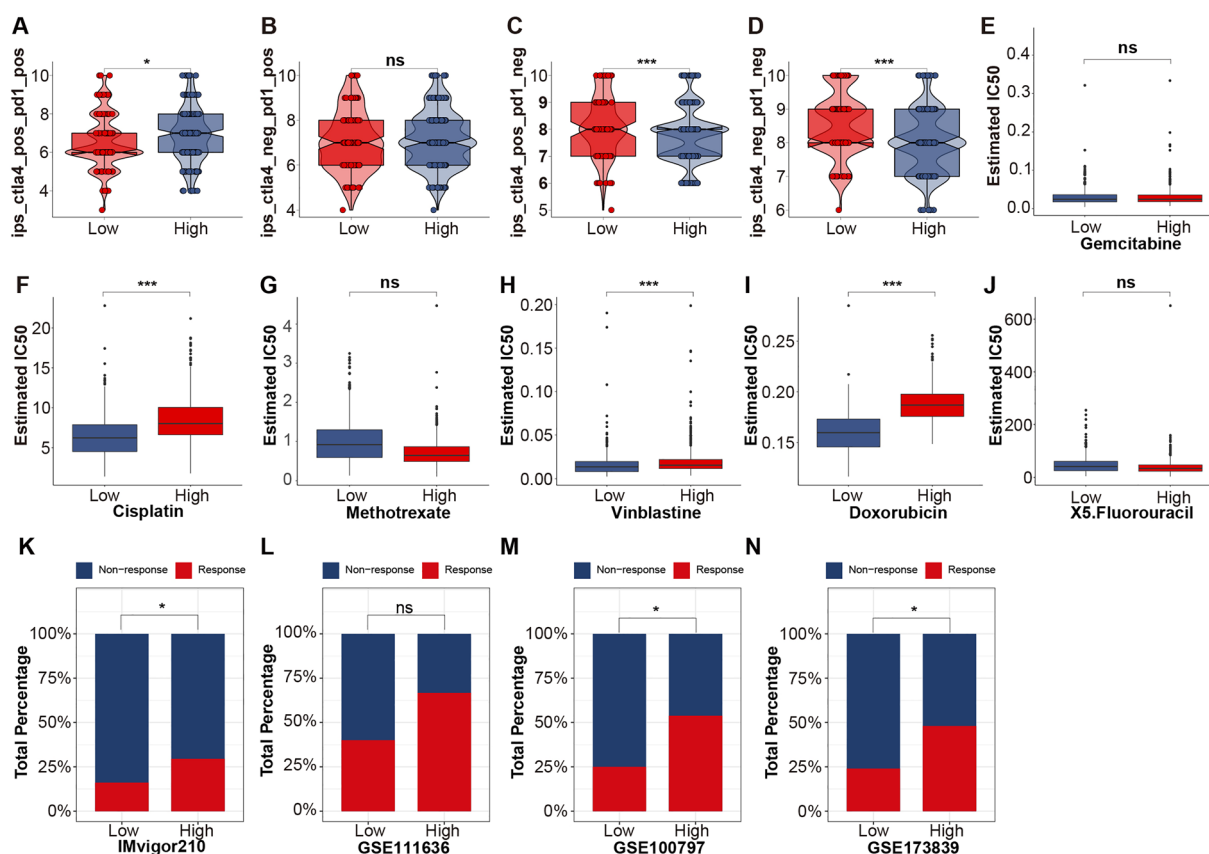 A
ips_ctla4_pos_pd1_pos
10
8
6
4
*
Low
High
B
ips_ctla4_neg_pd1_pos
10
9
8
7
6
5
4
ns
Low
High
C
ips_ctla4_pos_pd1_neg
10
9
8
7
6
5
***
Low
High
D
ips_ctla4_neg_pd1_neg
10
9
8
7
6
***
Low
High
E
Estimated IC50
0.4
0.3
0.2
0.1
0.0
ns
Low
High
Gemcitabine
F
Estimated IC50
20
15
10
5
***
Low
High
Cisplatin
G
Estimated IC50
4
3
2
1
0
ns
Low
High
Methotrexate
H
Estimated IC50
0.20
0.15
0.10
0.05
0.00
***
Low
High
Vinblastine
I
Estimated IC50
0.25
0.20
0.15
***
Low
High
Doxorubicin
J
Estimated IC50
600
400
200
0
ns
Low
High
X5.Fluorouracil
K
Non−response
Response
Total Percentage
100%
75%
50%
25%
0%
*
Low
High
IMvigor210
L
Non−response
Response
Total Percentage
100%
75%
50%
25%
0%
ns
Low
High
GSE111636
M
Non−response
Response
Total Percentage
100%
75%
50%
25%
0%
*
Low
High
GSE100797
N
Non−response
Response
Total Percentage
100%
75%
50%
25%
0%
*
Low
High
GSE173839